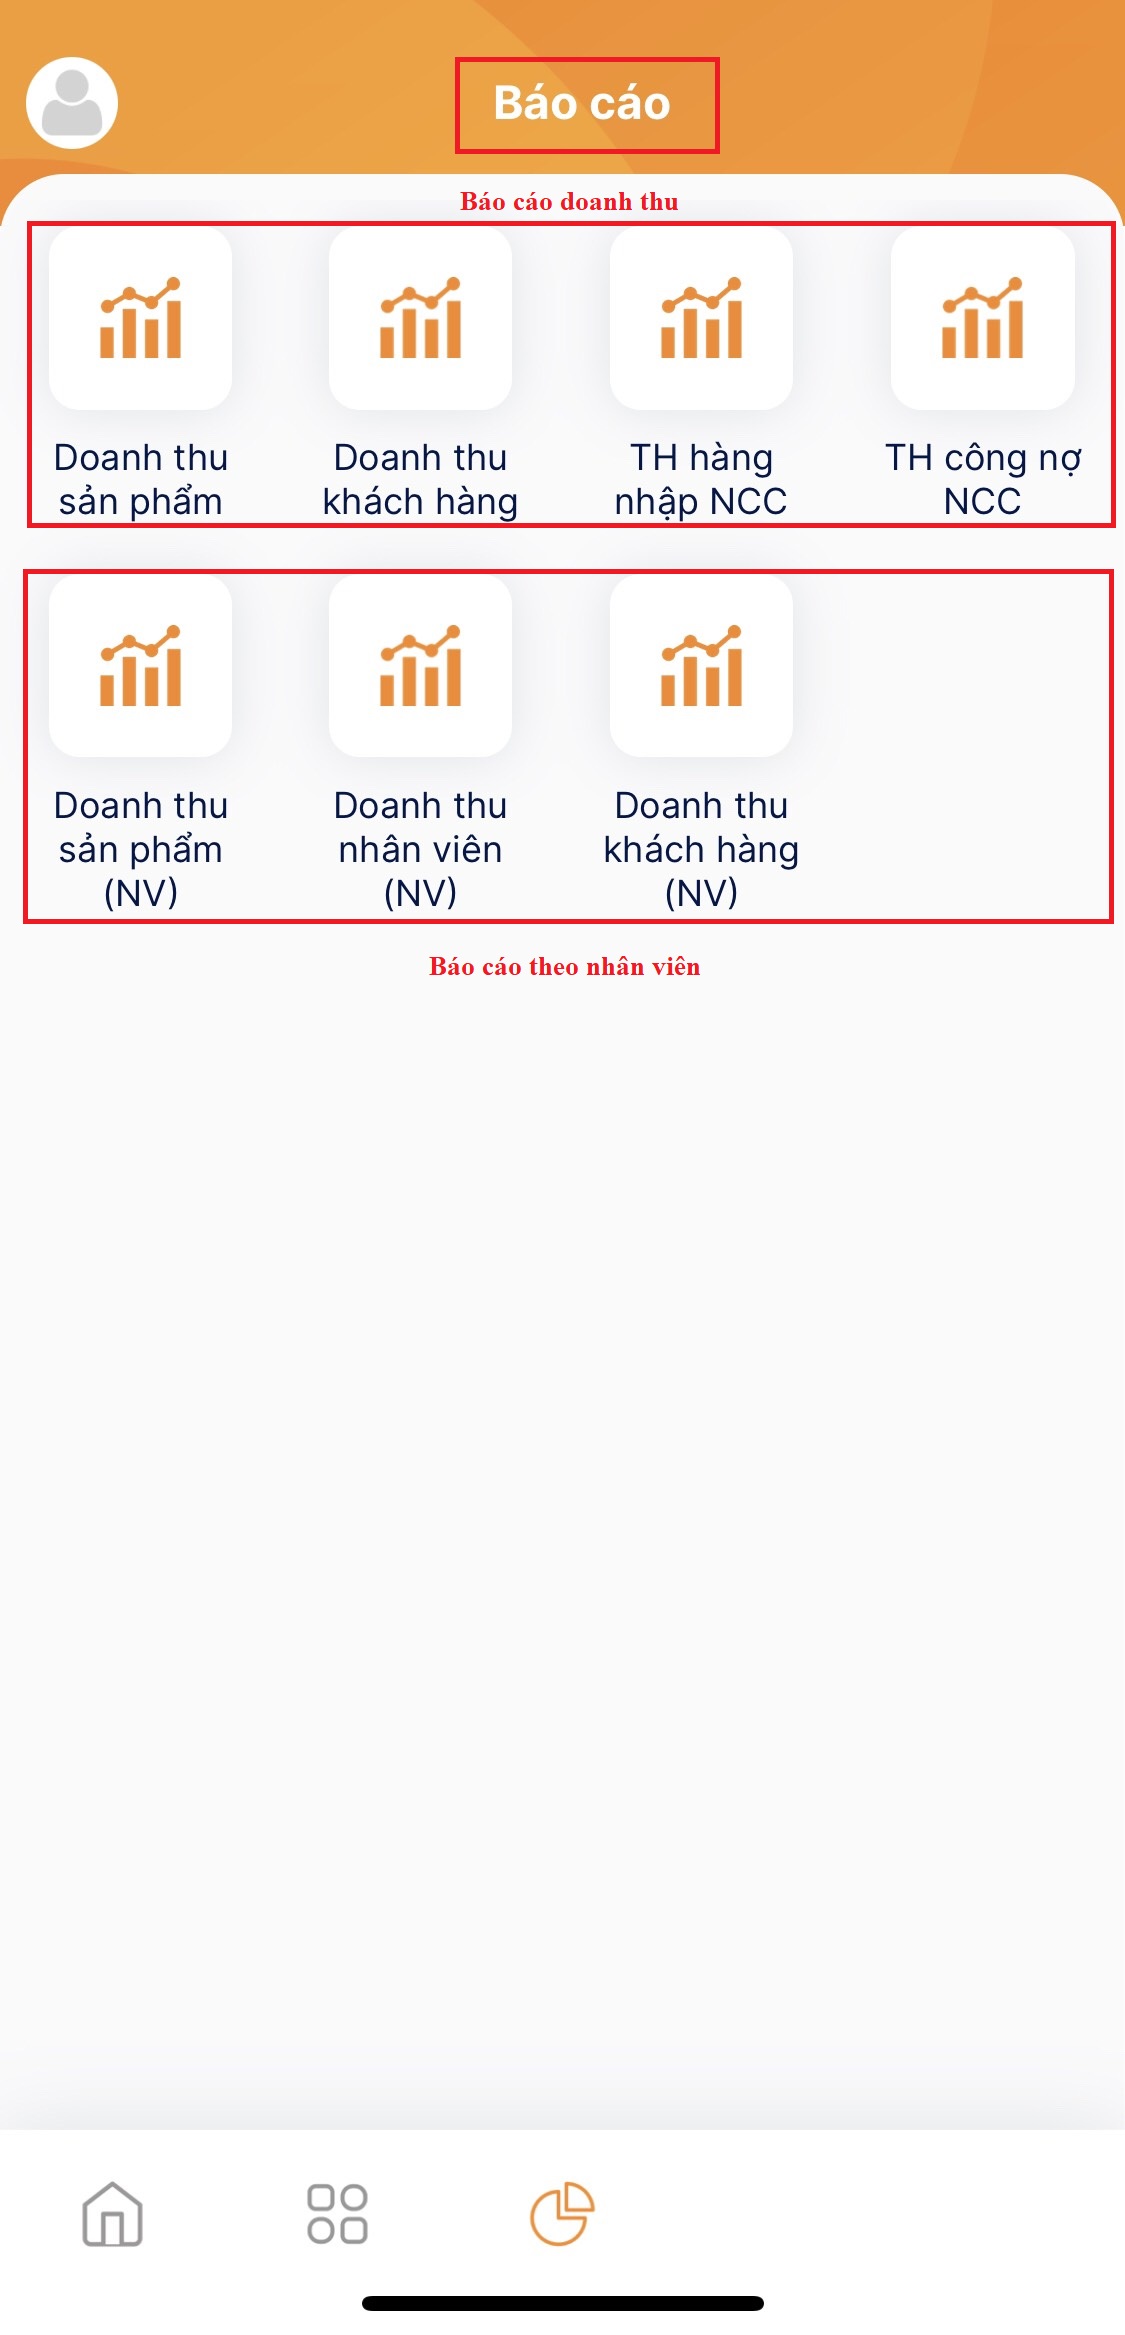 Báo cáo
Báo cáo doanh thu
Doanh thu
sản phẩm
Doanh thu
khách hàng
TH hàng
nhập NCC
TH công nợ
NCC
Doanh thu
sản phẩm
(NV)
Doanh thu
nhân viên
(NV)
Doanh thu
khách hàng
(NV)
Báo cáo theo nhân viên